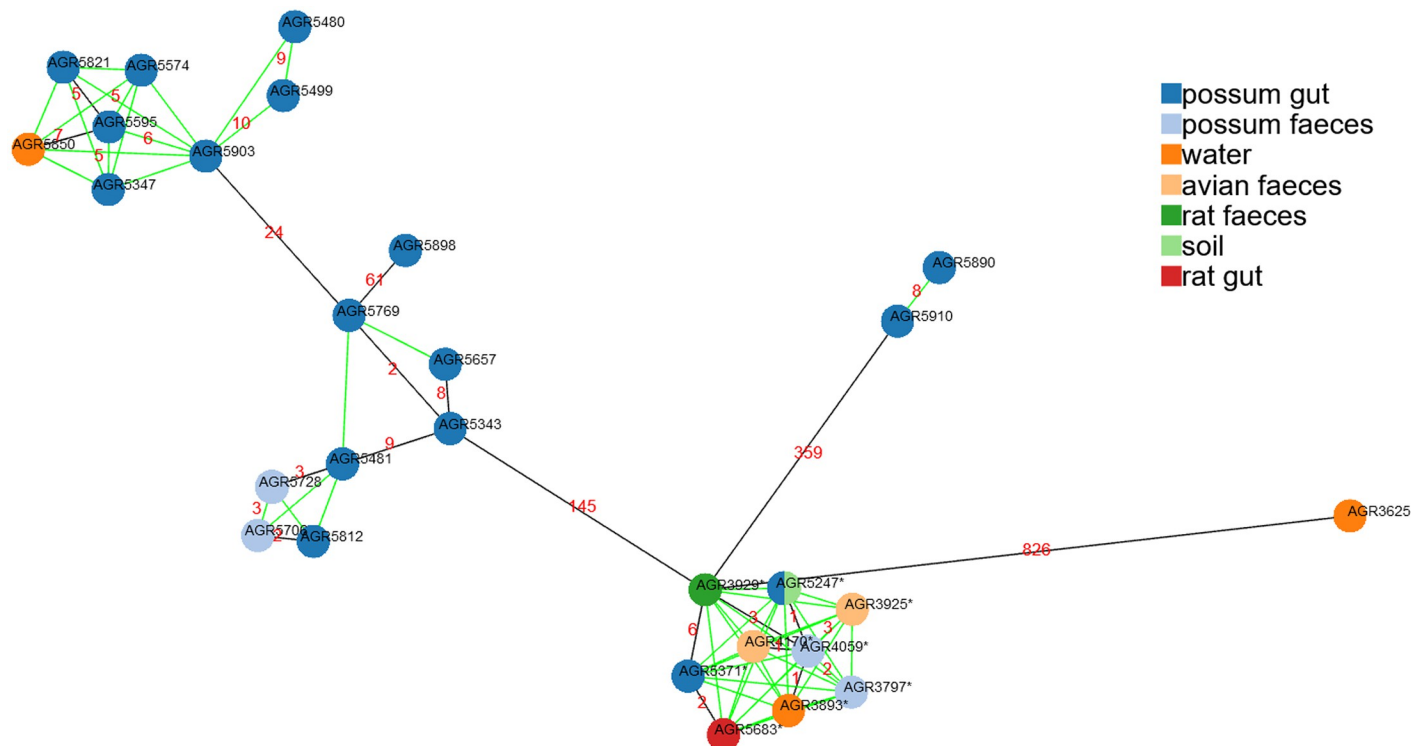 AGR5480
9
AGR5821
AGR5574
5
5
AGR5499
10
AGR5595
7
6
AGR5850
5
AGR5903
AGR5347
24
AGR5898
61
AGR5769
AGR5657
2
8
AGR5343
9
AGR5481
3
AGR5728
3
AGR5706
2
AGR5812
145
AGR5890
8
AGR5910
359
AGR3625
826
AGR3929*
AGR5247*
AGR3925*
3
1
3
6
AGR4170*
1
AGR4059*
AGR5371*
2
AGR3797*
1
2
AGR3893*
AGR5683*
possum gut
possum faeces
water
avian faeces
rat faeces
soil
rat gut